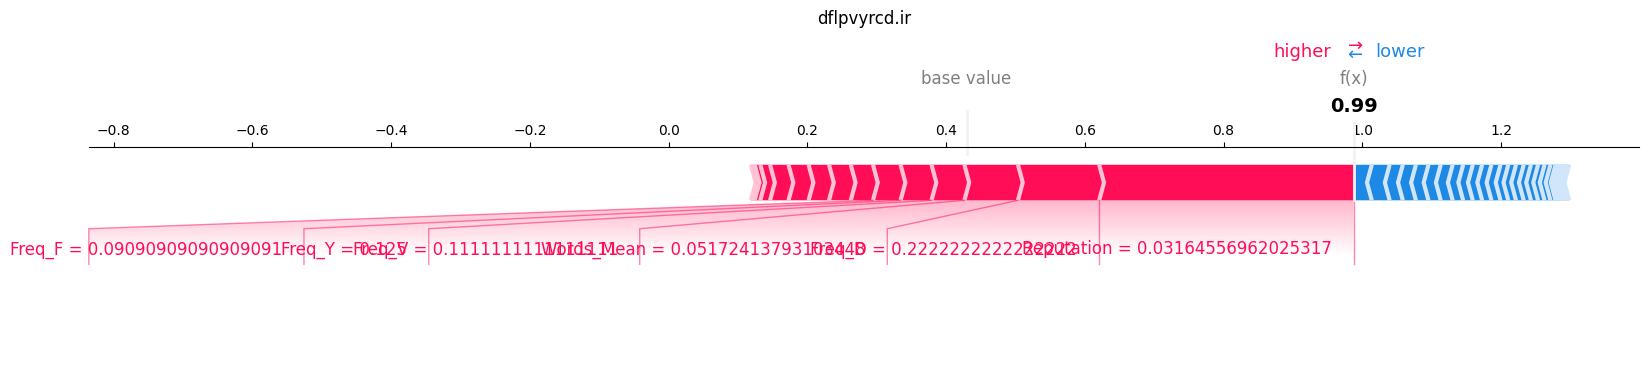 dflpvyrcd.ir
higher ⇄ lower
base value f(x)
0.99
−0.8 −0.6 −0.4 −0.2 0.0 0.2 0.4 0.6 0.8 1.0 1.2
Freq_F = 0.09090909090909091 Freq_Y = 0.125 = 0.1111111111111111 Words_Mean = 0.05172413793103448 = 0.2222222222222222 Reputation = 0.03164556962025317